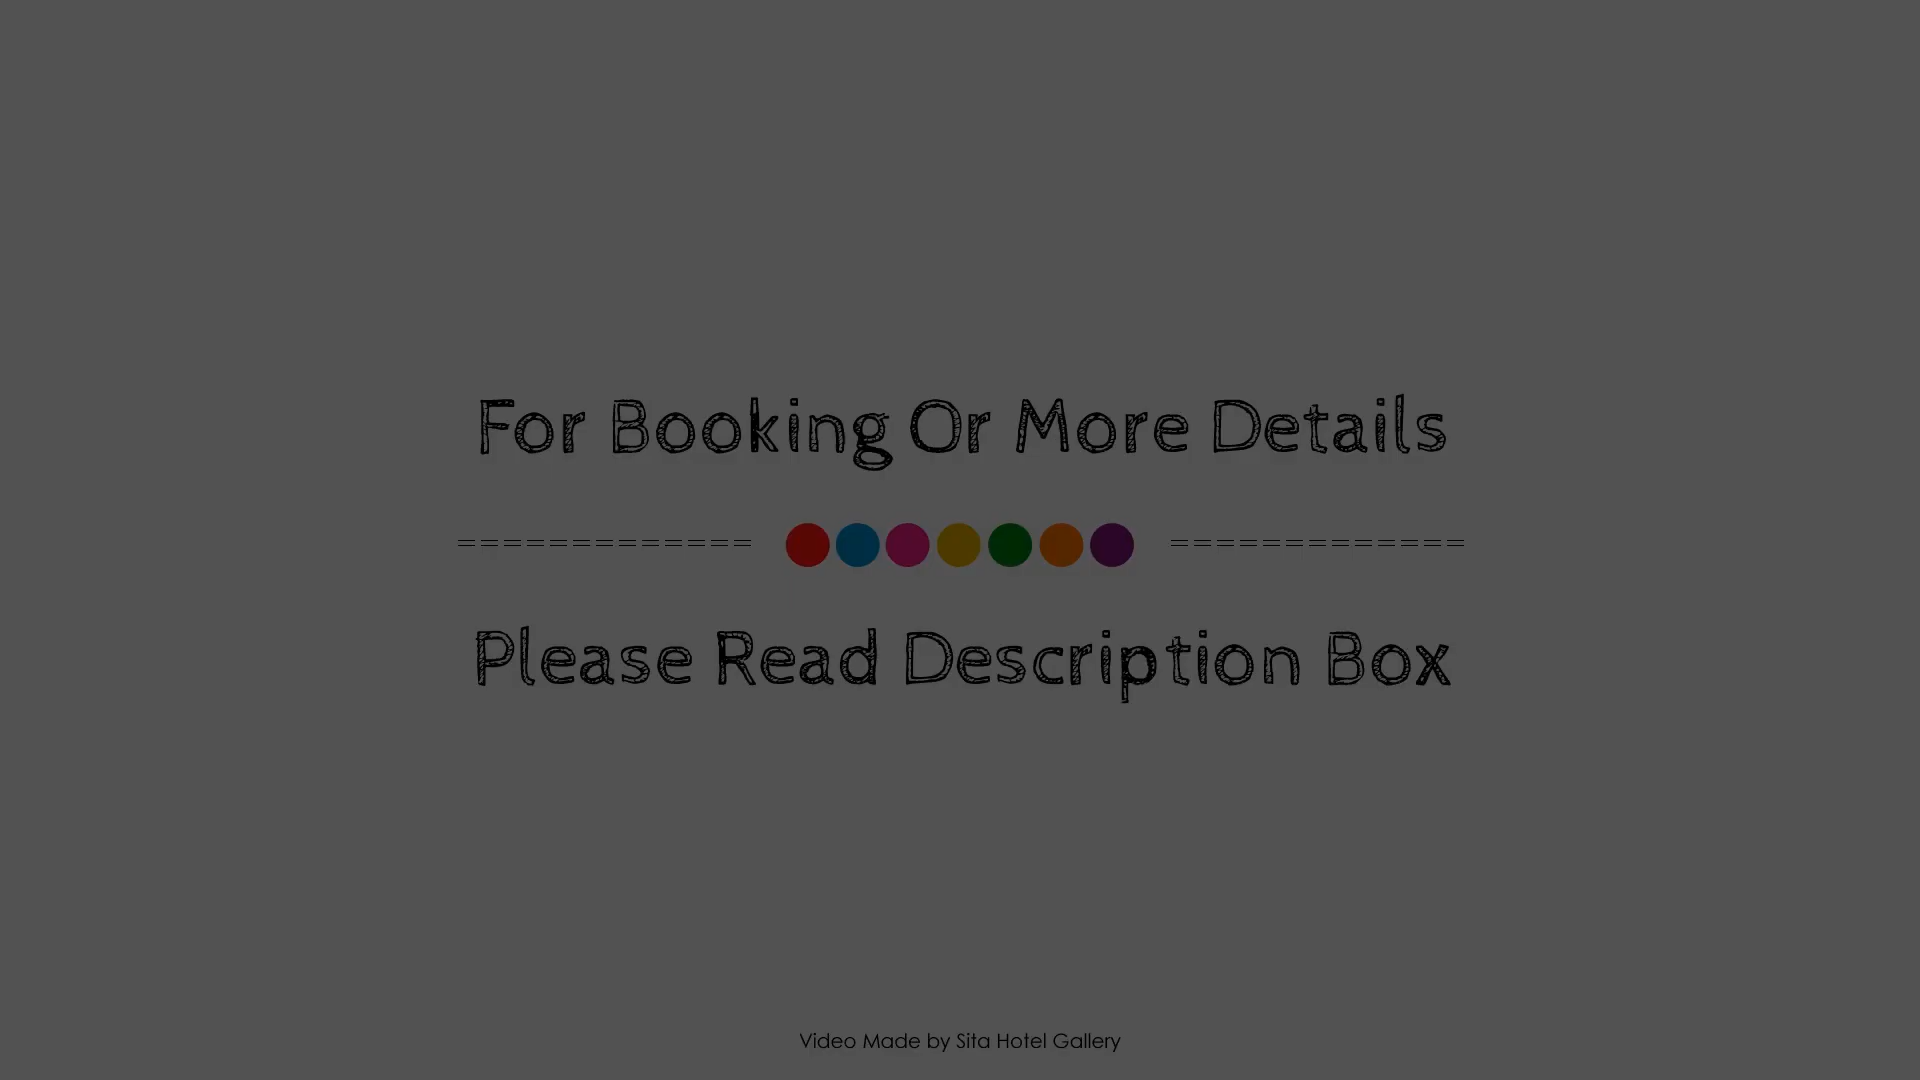 For Booking Or More Details
============= =============
Please Read Description Box
Video Made by Sita Hotel Gallery